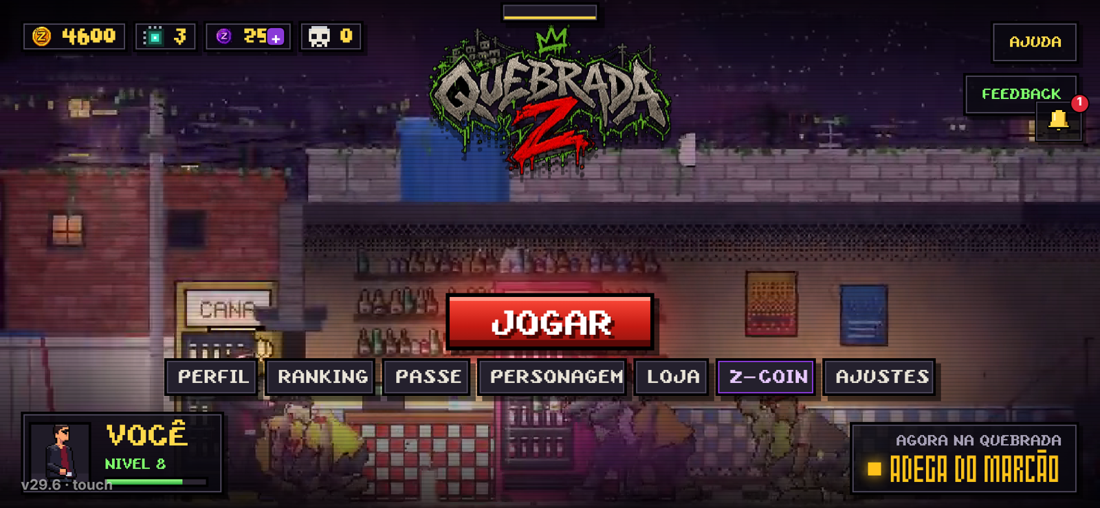 4600
3
25+
0
QUEBRADA
Z
AJUDA
FEEDBACK
1
CANA
JOGAR
PERFIL
RANKING
PASSE
PERSONAGEM
LOJA
Z-COIN
AJUSTES
VOCÊ
NIVEL 8
v29.6 · touch
AGORA NA QUEBRADA
ADEGA DO MARCÃO